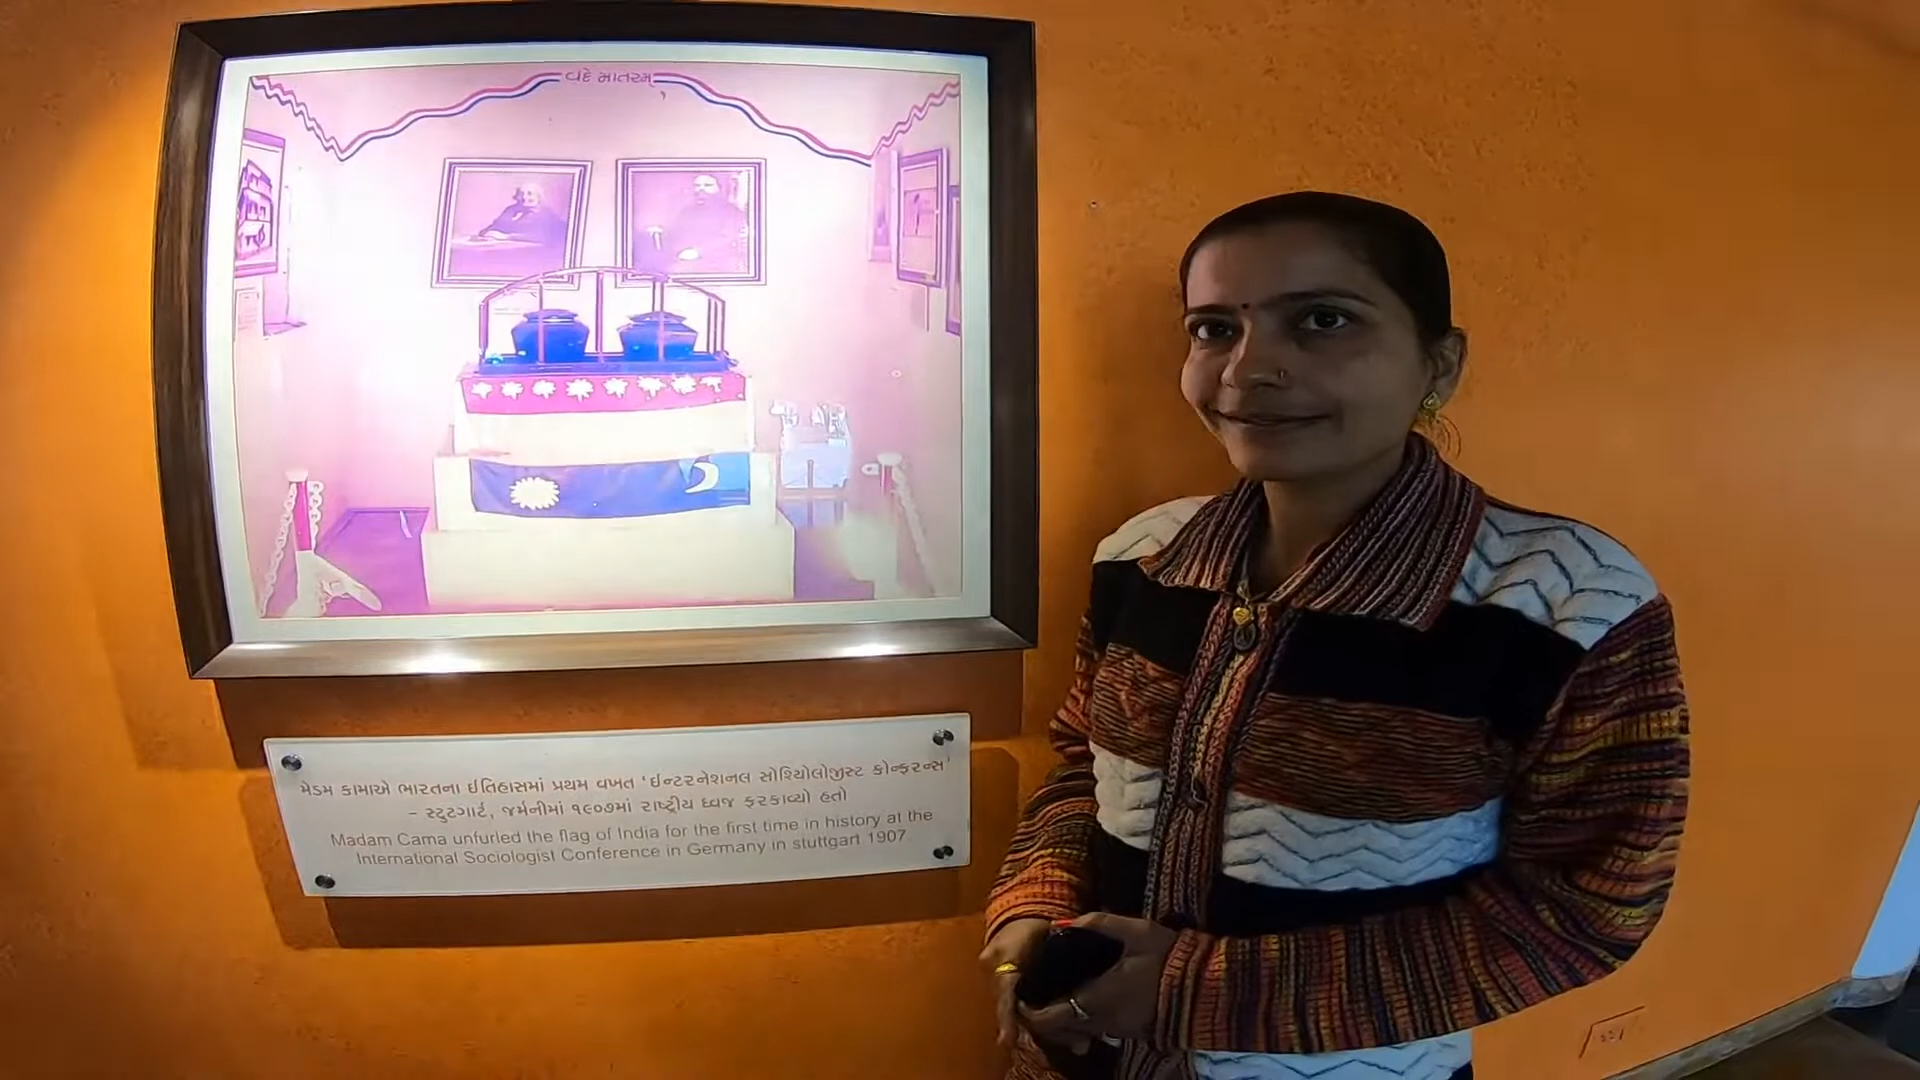 વંદે માતરમ્
મેડમ કામાએ ભારતના ઈતિહાસમાં પ્રથમ વખત 'ઈન્ટરનેશનલ સોશ્યિોલોજીસ્ટ કોન્ફરન્સ'
- સ્ટુટગાર્ટ, જર્મનીમાં ૧૯૦૭માં રાષ્ટ્રીય ધ્વજ ફરકાવ્યો હતો
Madam Cama unfurled the flag of India for the first time in history at the
International Sociologist Conference in Germany in stuttgart 1907